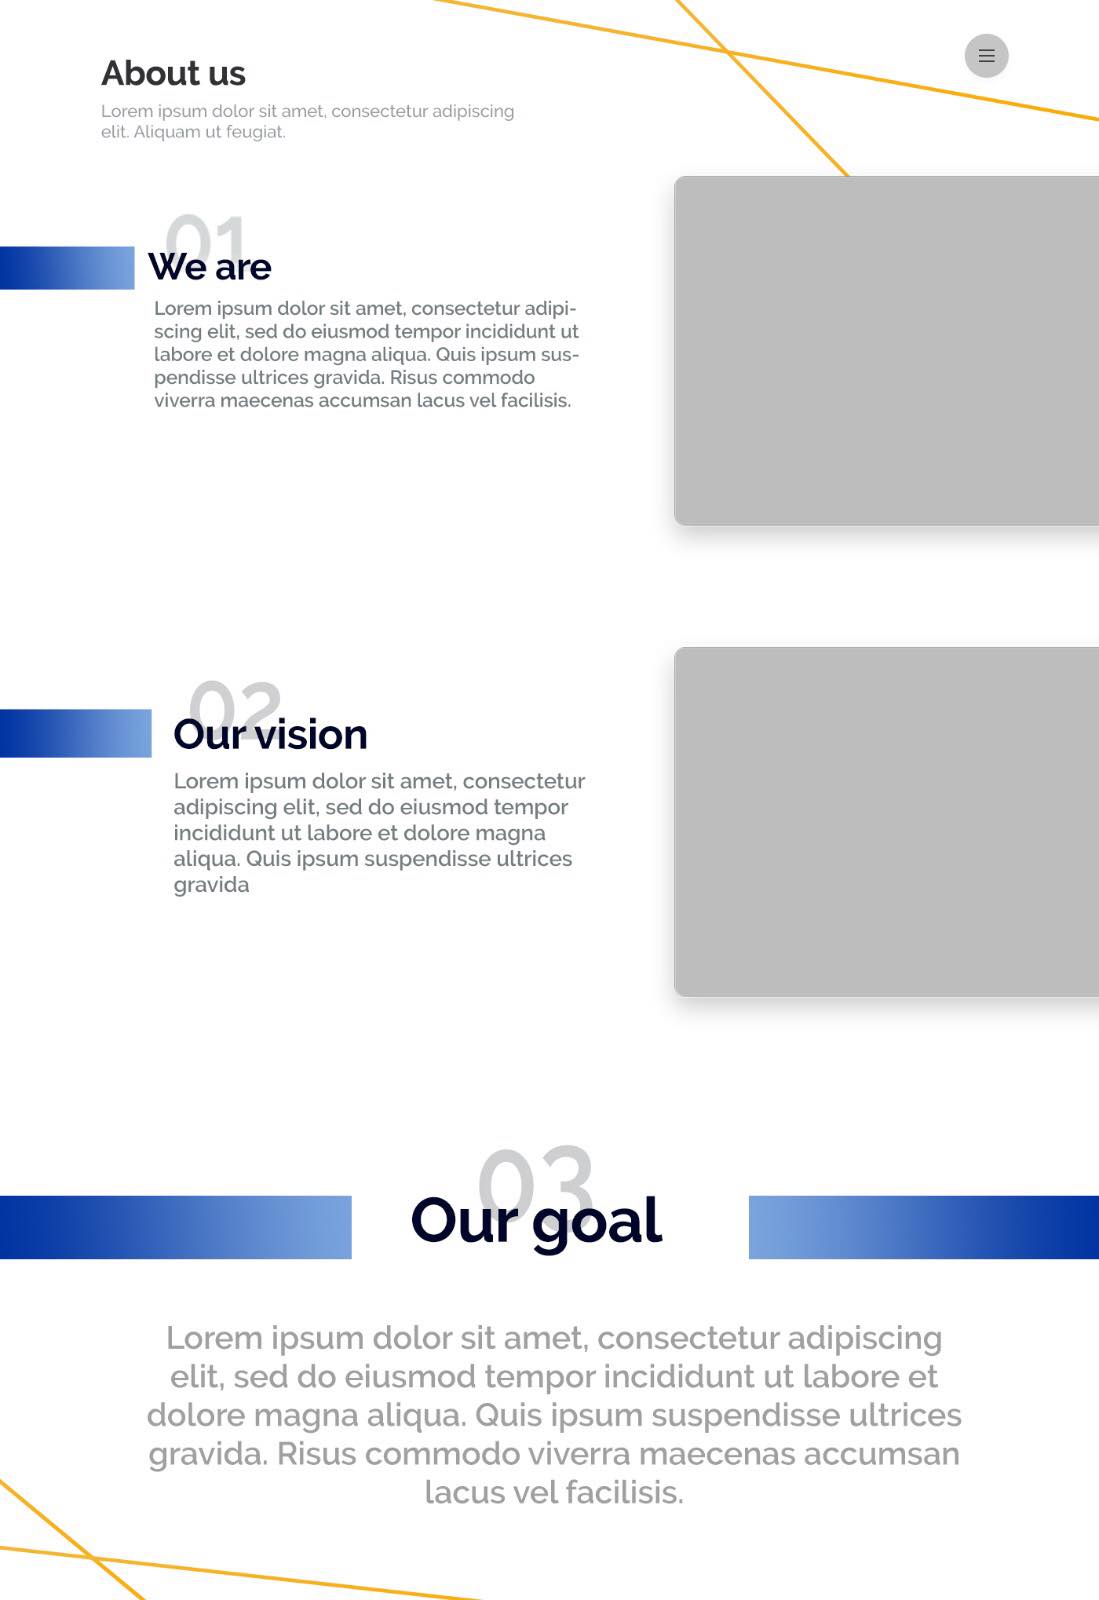 About us
Lorem ipsum dolor sit amet, consectetur adipiscing
elit. Aliquam ut feugiat.
01
We are
Lorem ipsum dolor sit amet, consectetur adipi-
scing elit, sed do eiusmod tempor incididunt ut
labore et dolore magna aliqua. Quis ipsum sus-
pendisse ultrices gravida. Risus commodo
viverra maecenas accumsan lacus vel facilisis.
02
Our vision
Lorem ipsum dolor sit amet, consectetur
adipiscing elit, sed do eiusmod tempor
incididunt ut labore et dolore magna
aliqua. Quis ipsum suspendisse ultrices
gravida
03
Our goal
Lorem ipsum dolor sit amet, consectetur adipiscing
elit, sed do eiusmod tempor incididunt ut labore et
dolore magna aliqua. Quis ipsum suspendisse ultrices
gravida. Risus commodo viverra maecenas accumsan
lacus vel facilisis.